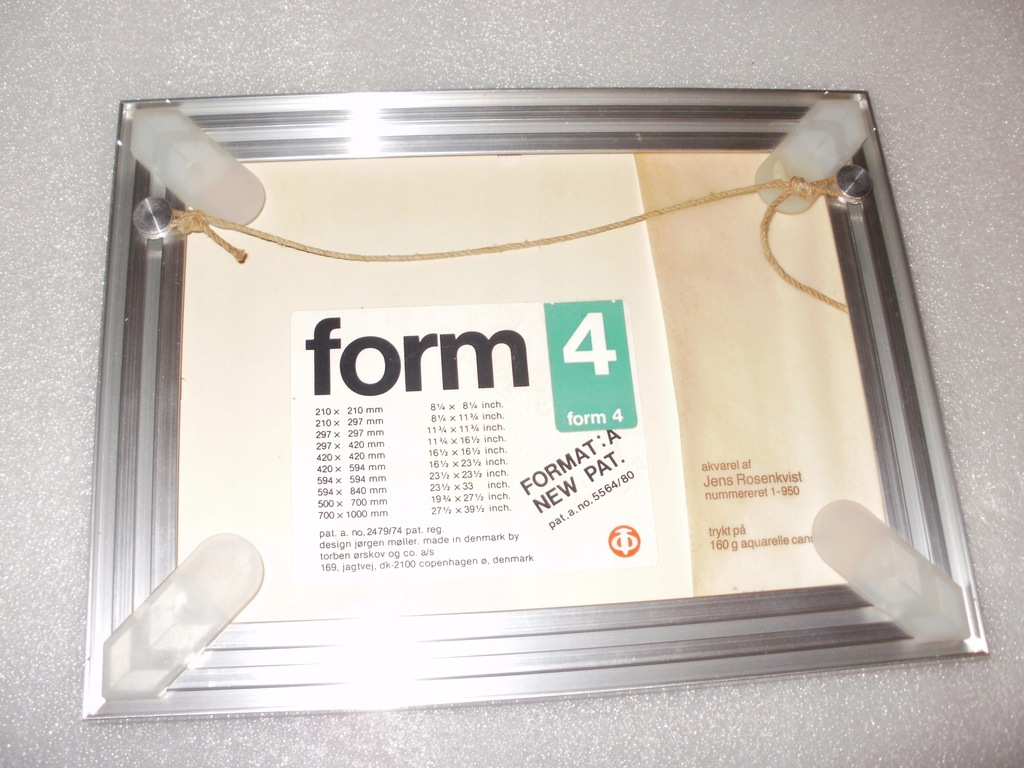 form
4
form 4
210 x 210 mm 8¼ x 8¼ inch.
210 x 297 mm 8¼ x 11¾ inch.
297 x 297 mm 11¾ x 11¾ inch.
297 x 420 mm 11¾ x 16½ inch.
420 x 420 mm 16½ x 16½ inch.
420 x 594 mm 16½ x 23½ inch.
594 x 594 mm 23½ x 23½ inch.
594 x 840 mm 23½ x 33 inch.
500 x 700 mm 19¾ x 27½ inch.
700 x 1000 mm 27½ x 39½ inch.
FORMAT:A
NEW PAT.
pat.a.no.5564/80
pat. a. no. 2479/74 pat. reg.
design jørgen møller. made in denmark by
torben ørskov og co. a/s
169, jagtvej, dk-2100 copenhagen ø, denmark
akvarel af
Jens Rosenkvist
nummereret 1-950
trykt på
160 g aquarelle